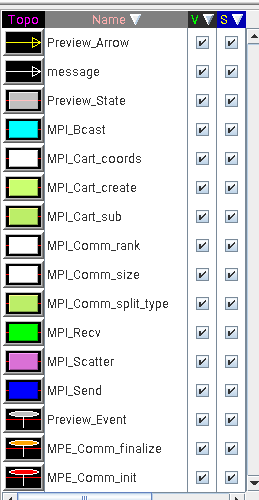 Topo Name V S
Preview_Arrow
message
Preview_State
MPI_Bcast
MPI_Cart_coords
MPI_Cart_create
MPI_Cart_sub
MPI_Comm_rank
MPI_Comm_size
MPI_Comm_split_type
MPI_Recv
MPI_Scatter
MPI_Send
Preview_Event
MPE_Comm_finalize
MPE_Comm_init